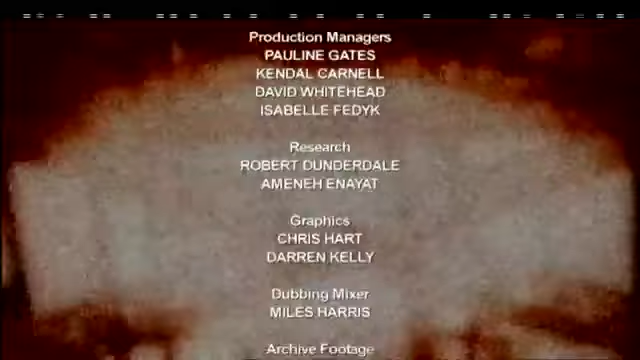 Production Managers
PAULINE GATES
KENDAL CARNELL
DAVID WHITEHEAD
ISABELLE FEDYK
Research
ROBERT DUNDERDALE
AMENEH ENAYAT
Graphics
CHRIS HART
DARREN KELLY
Dubbing Mixer
MILES HARRIS
Archive Footage